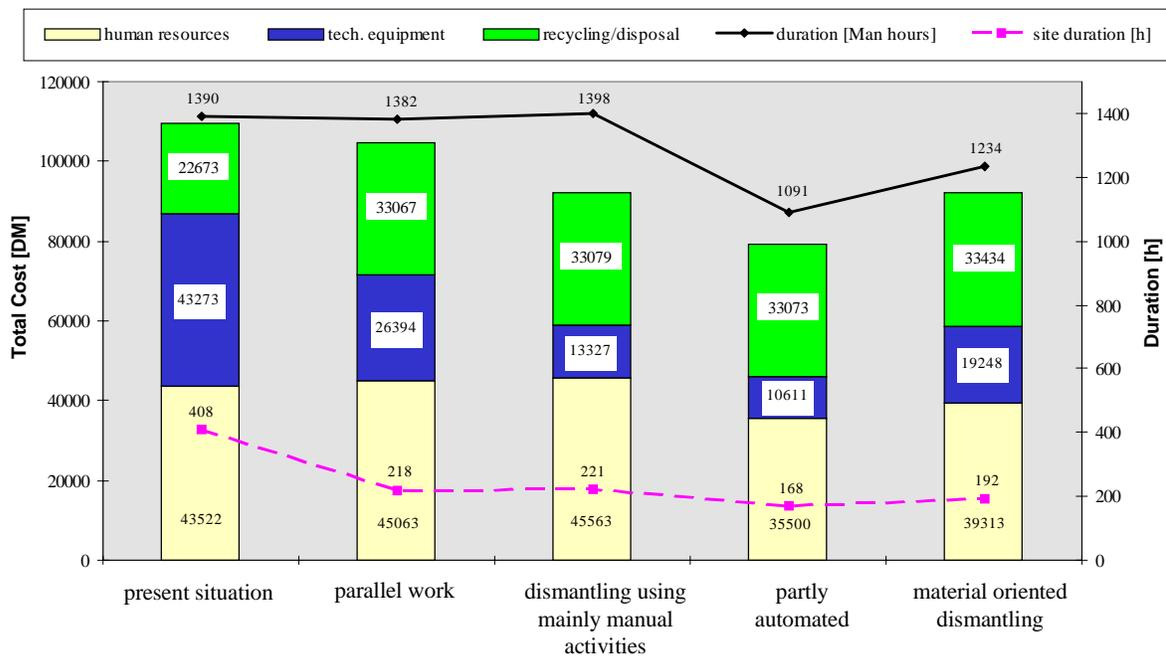 human resources tech. equipment recycling/disposal duration [Man hours] site duration [h]
120000
100000
80000
60000
40000
20000
0
Total Cost [DM]
1400
1200
1000
800
600
400
200
0
Duration [h]
1390 1382 1398 1091 1234
22673 33067 33079 33073 33434
43273 26394 13327 10611 19248
408 218 221 168 192
43522 45063 45563 35500 39313
present situation
parallel work
dismantling using
mainly manual
activities
partly
automated
material oriented
dismantling